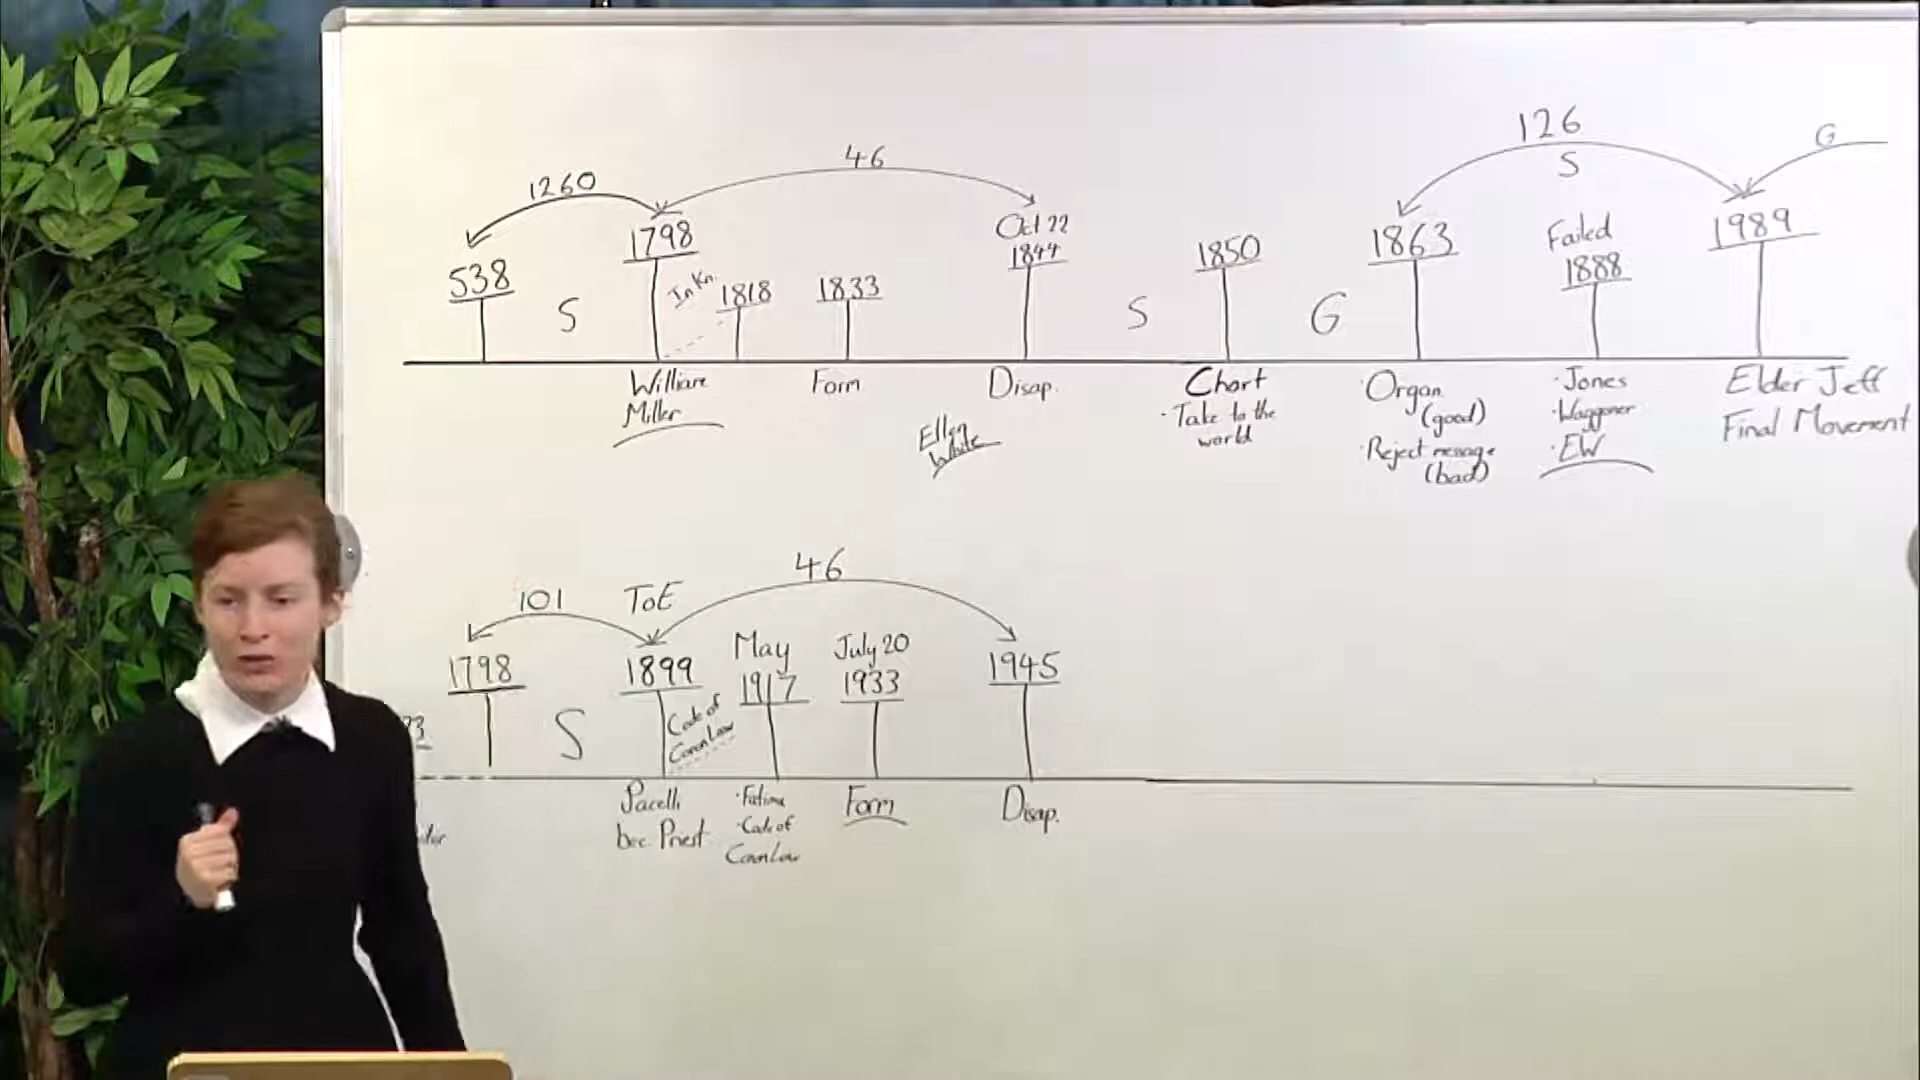 126
G
46
S
1260
Oct 22
1798
1863
Failed
1989
1844
1850
538
In Kn.
1818
1833
1888
S
S
G
William
Miller
Form
Disap.
Chart
· Take to the
world
· Organ.
(good)
· Reject message
(bad)
· Jones
· Waggoner
· EW
Elder Jeff
Final Movement
Ellen
White
46
101
ToE
May
July 20
1798
1899
1917
1933
1945
S
Code of
Canon Law
Pacelli
bec. Priest
· Fatima
· Code of
Canon Law
Form
Disap.